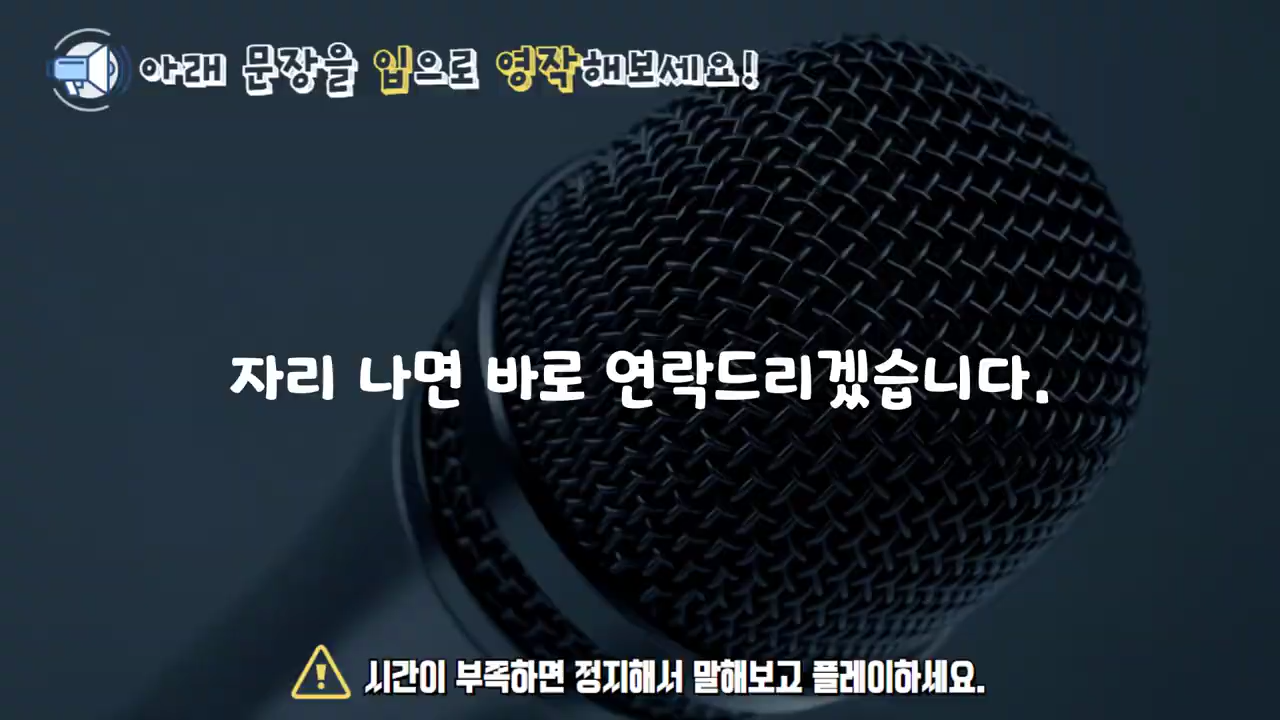 아래 문장을 입으로 영작해보세요!
자리 나면 바로 연락드리겠습니다.
시간이 부족하면 정지해서 말해보고 플레이하세요.